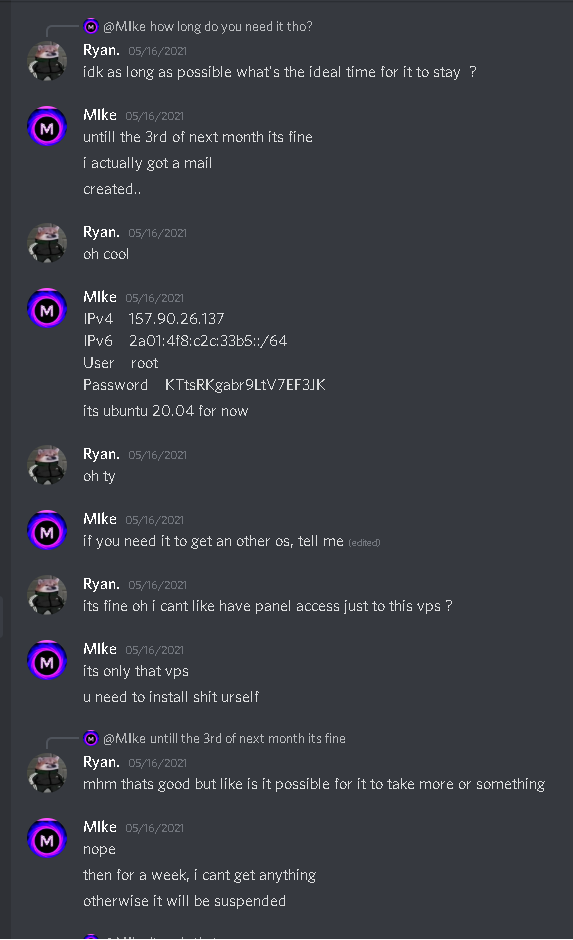 @MIke how long do you need it tho?
Ryan. 05/16/2021
idk as long as possible what's the ideal time for it to stay ?
MIke 05/16/2021
untill the 3rd of next month its fine
i actually got a mail
created..
Ryan. 05/16/2021
oh cool
MIke 05/16/2021
IPv4 157.90.26.137
IPv6 2a01:4f8:c2c:33b5::/64
User root
Password KTtsRKgabr9LtV7EF3JK
its ubuntu 20.04 for now
Ryan. 05/16/2021
oh ty
MIke 05/16/2021
if you need it to get an other os, tell me (edited)
Ryan. 05/16/2021
its fine oh i cant like have panel access just to this vps ?
MIke 05/16/2021
its only that vps
u need to install shit urself
@MIke untill the 3rd of next month its fine
Ryan. 05/16/2021
mhm thats good but like is it possible for it to take more or something
MIke 05/16/2021
nope
then for a week, i cant get anything
otherwise it will be suspended